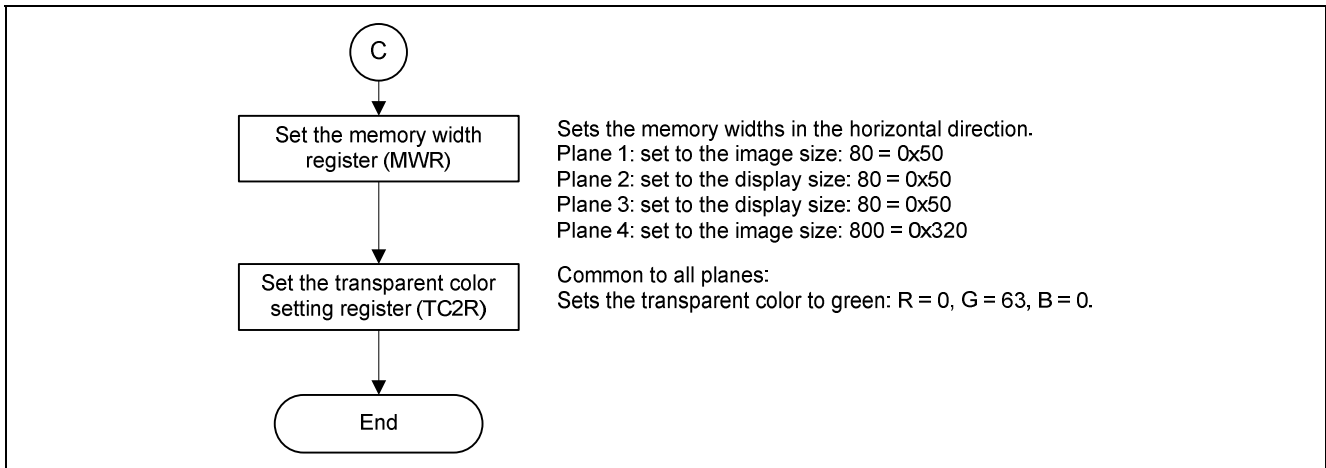 C
Set the memory width
register (MWR)
Sets the memory widths in the horizontal direction.
Plane 1: set to the image size: 80 = 0x50
Plane 2: set to the display size: 80 = 0x50
Plane 3: set to the display size: 80 = 0x50
Plane 4: set to the image size: 800 = 0x320
Set the transparent color
setting register (TC2R)
Common to all planes:
Sets the transparent color to green: R = 0, G = 63, B = 0.
End